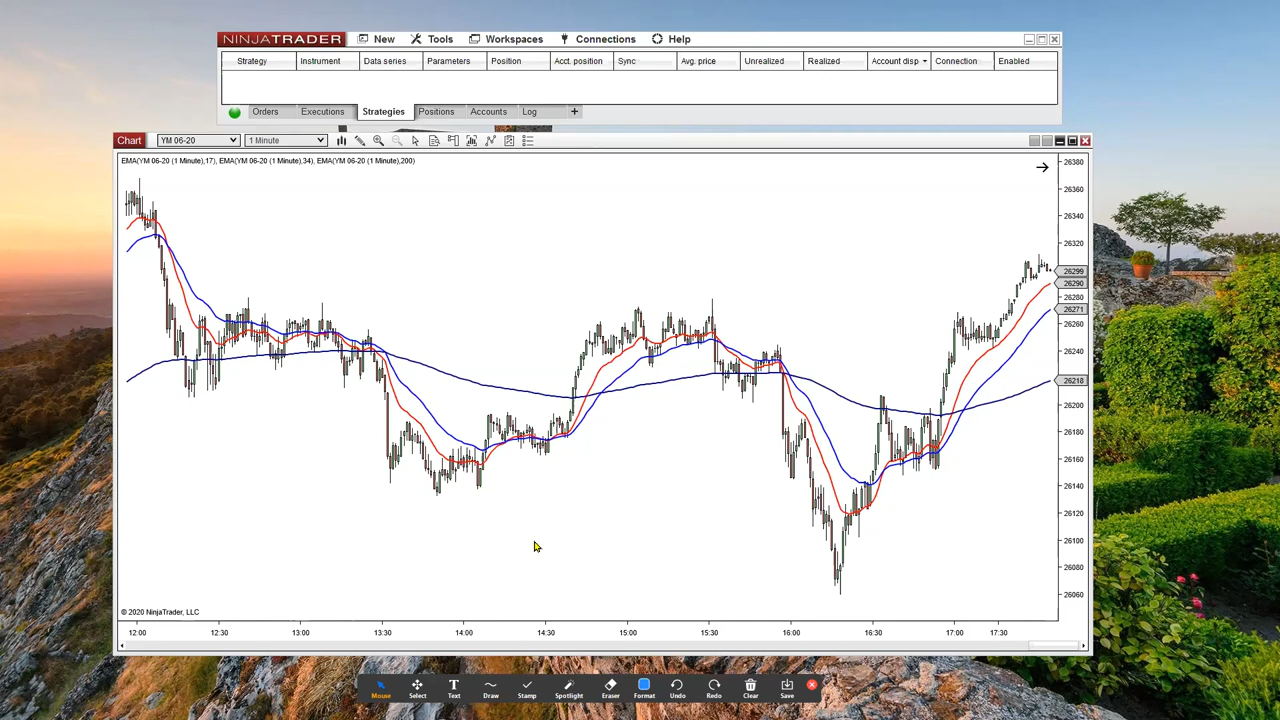 NINJATRADER New Tools Workspaces Connections Help
Strategy Instrument Data series Parameters Position Acct. position Sync Avg. price Unrealized Realized Account disp Connection Enabled
Orders Executions Strategies Positions Accounts Log +
Chart YM 06-20 1 Minute
EMA(YM 06-20 (1 Minute),17), EMA(YM 06-20 (1 Minute),34), EMA(YM 06-20 (1 Minute),200)
26380
26360
26340
26320
26299
26290
26280
26271
26260
26240
26218
26200
26180
26160
26140
26120
26100
26080
26060
© 2020 NinjaTrader, LLC
12:00 12:30 13:00 13:30 14:00 14:30 15:00 15:30 16:00 16:30 17:00 17:30
Mouse Select Text Draw Stamp Spotlight Eraser Format Undo Redo Clear Save